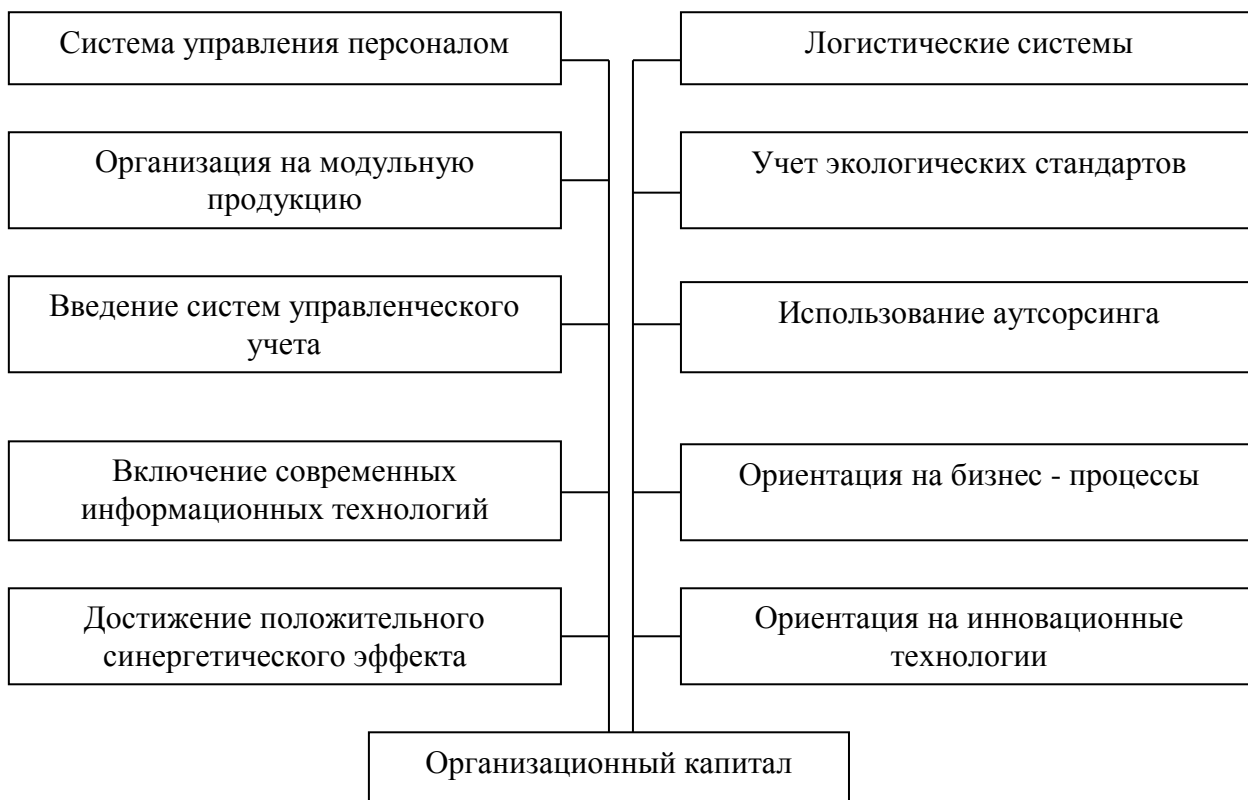 Система управления персоналом
Логистические системы
Организация на модульную
продукцию
Учет экологических стандартов
Введение систем управленческого
учета
Использование аутсорсинга
Включение современных
информационных технологий
Ориентация на бизнес - процессы
Достижение положительного
синергетического эффекта
Ориентация на инновационные
технологии
Организационный капитал